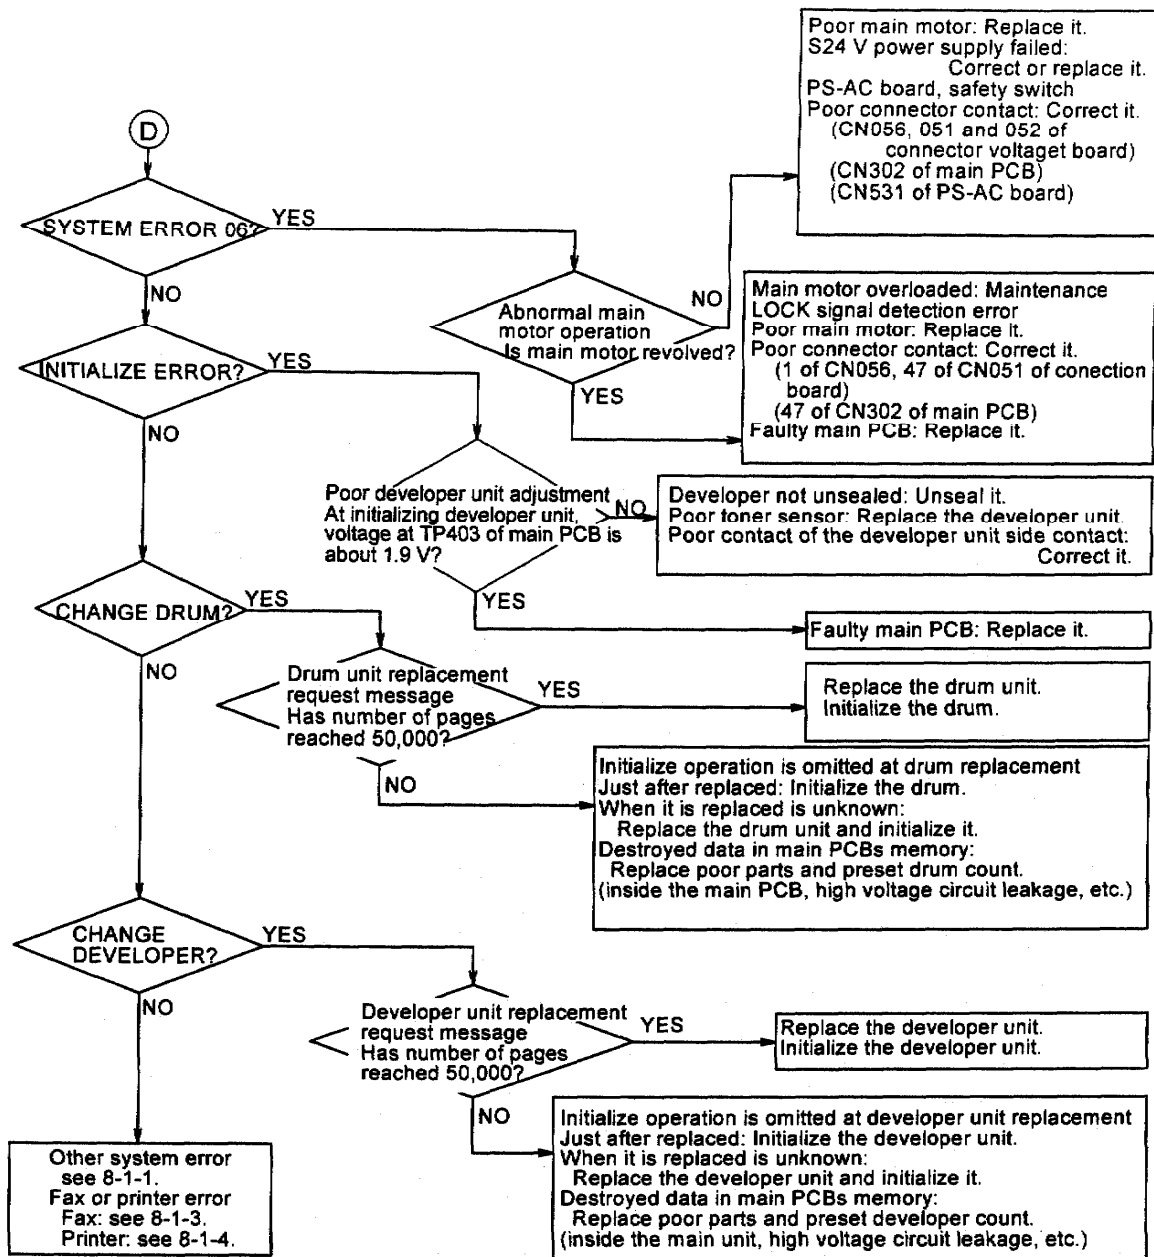 Poor main motor: Replace it.
S24 V power supply failed:
Correct or replace it.
PS-AC board, safety switch
Poor connector contact: Correct it.
(CN056, 051 and 052 of
connector voltaget board)
(CN302 of main PCB)
(CN531 of PS-AC board)
D
SYSTEM ERROR 06?
YES
NO
Abnormal main
motor operation
Is main motor revolved?
NO
YES
Main motor overloaded: Maintenance
LOCK signal detection error
Poor main motor: Replace it.
Poor connector contact: Correct it.
(1 of CN056, 47 of CN051 of conection
board)
(47 of CN302 of main PCB)
Faulty main PCB: Replace it.
INITIALIZE ERROR?
YES
NO
Poor developer unit adjustment
At initializing developer unit,
voltage at TP403 of main PCB is
about 1.9 V?
NO
YES
Developer not unsealed: Unseal it.
Poor toner sensor: Replace the developer unit.
Poor contact of the developer unit side contact:
Correct it.
Faulty main PCB: Replace it.
CHANGE DRUM?
YES
NO
Drum unit replacement
request message
Has number of pages
reached 50,000?
YES
NO
Replace the drum unit.
Initialize the drum.
Initialize operation is omitted at drum replacement
Just after replaced: Initialize the drum.
When it is replaced is unknown:
Replace the drum unit and initialize it.
Destroyed data in main PCBs memory:
Replace poor parts and preset drum count.
(inside the main PCB, high voltage circuit leakage, etc.)
CHANGE
DEVELOPER?
YES
NO
Developer unit replacement
request message
Has number of pages
reached 50,000?
YES
NO
Replace the developer unit.
Initialize the developer unit.
Initialize operation is omitted at developer unit replacement
Just after replaced: Initialize the developer unit.
When it is replaced is unknown:
Replace the developer unit and initialize it.
Destroyed data in main PCBs memory:
Replace poor parts and preset developer count.
(inside the main unit, high voltage circuit leakage, etc.)
Other system error
see 8-1-1.
Fax or printer error
Fax: see 8-1-3.
Printer: see 8-1-4.